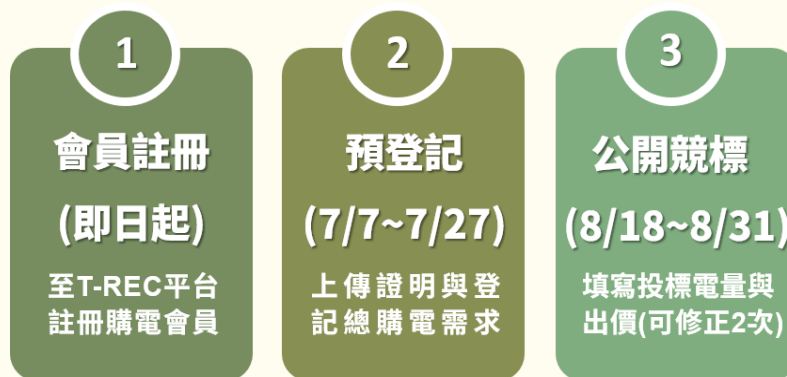 1
會員註冊
(即日起)
至T-REC平台
註冊購電會員
2
預登記
(7/7~7/27)
上傳證明與登
記總購電需求
3
公開競標
(8/18~8/31)
填寫投標電量與
出價(可修正2次)